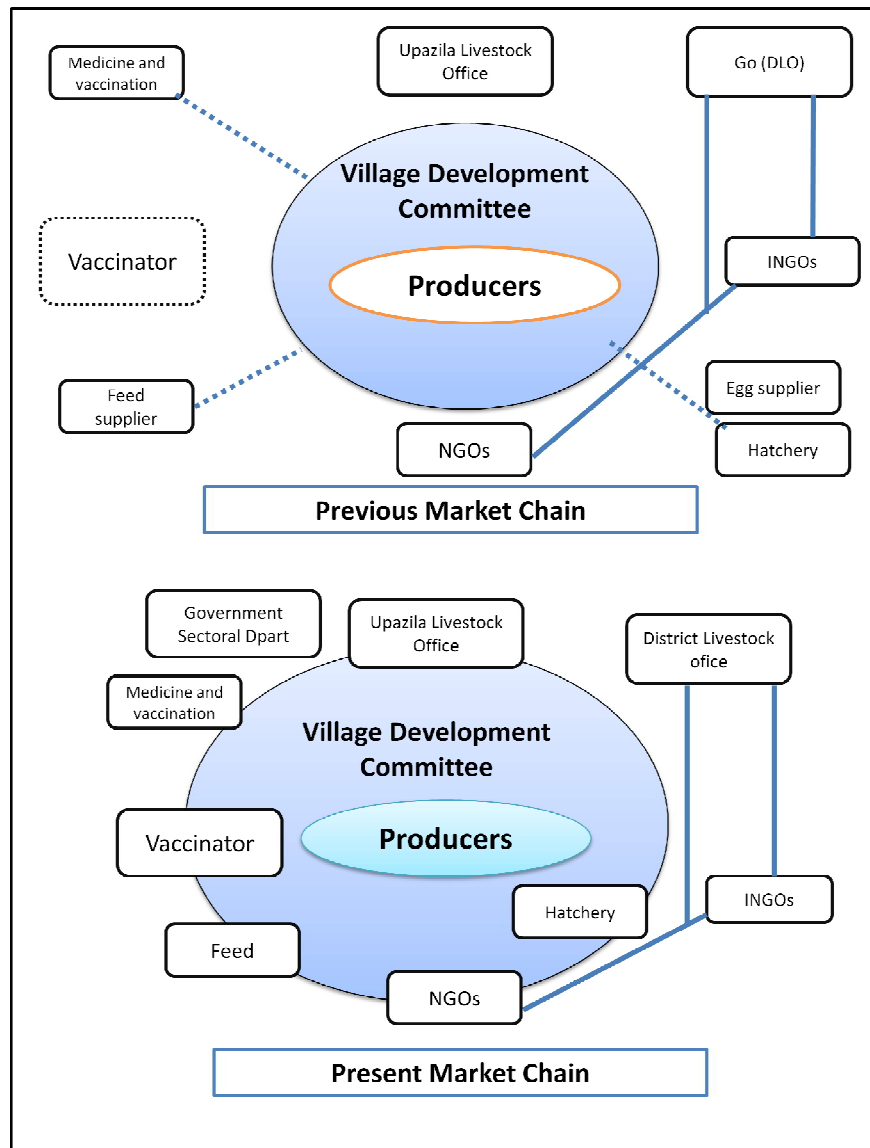 Medicine and
vaccination
Upazila Livestock
Office
Go (DLO)
Village Development
Committee
Vaccinator
Producers
INGOs
Feed
supplier
Egg supplier
NGOs
Hatchery
Previous Market Chain
Government
Sectoral Dpart
Upazila Livestock
Office
District Livestock
ofice
Medicine and
vaccination
Village Development
Committee
Vaccinator
Producers
INGOs
Hatchery
Feed
NGOs
Present Market Chain